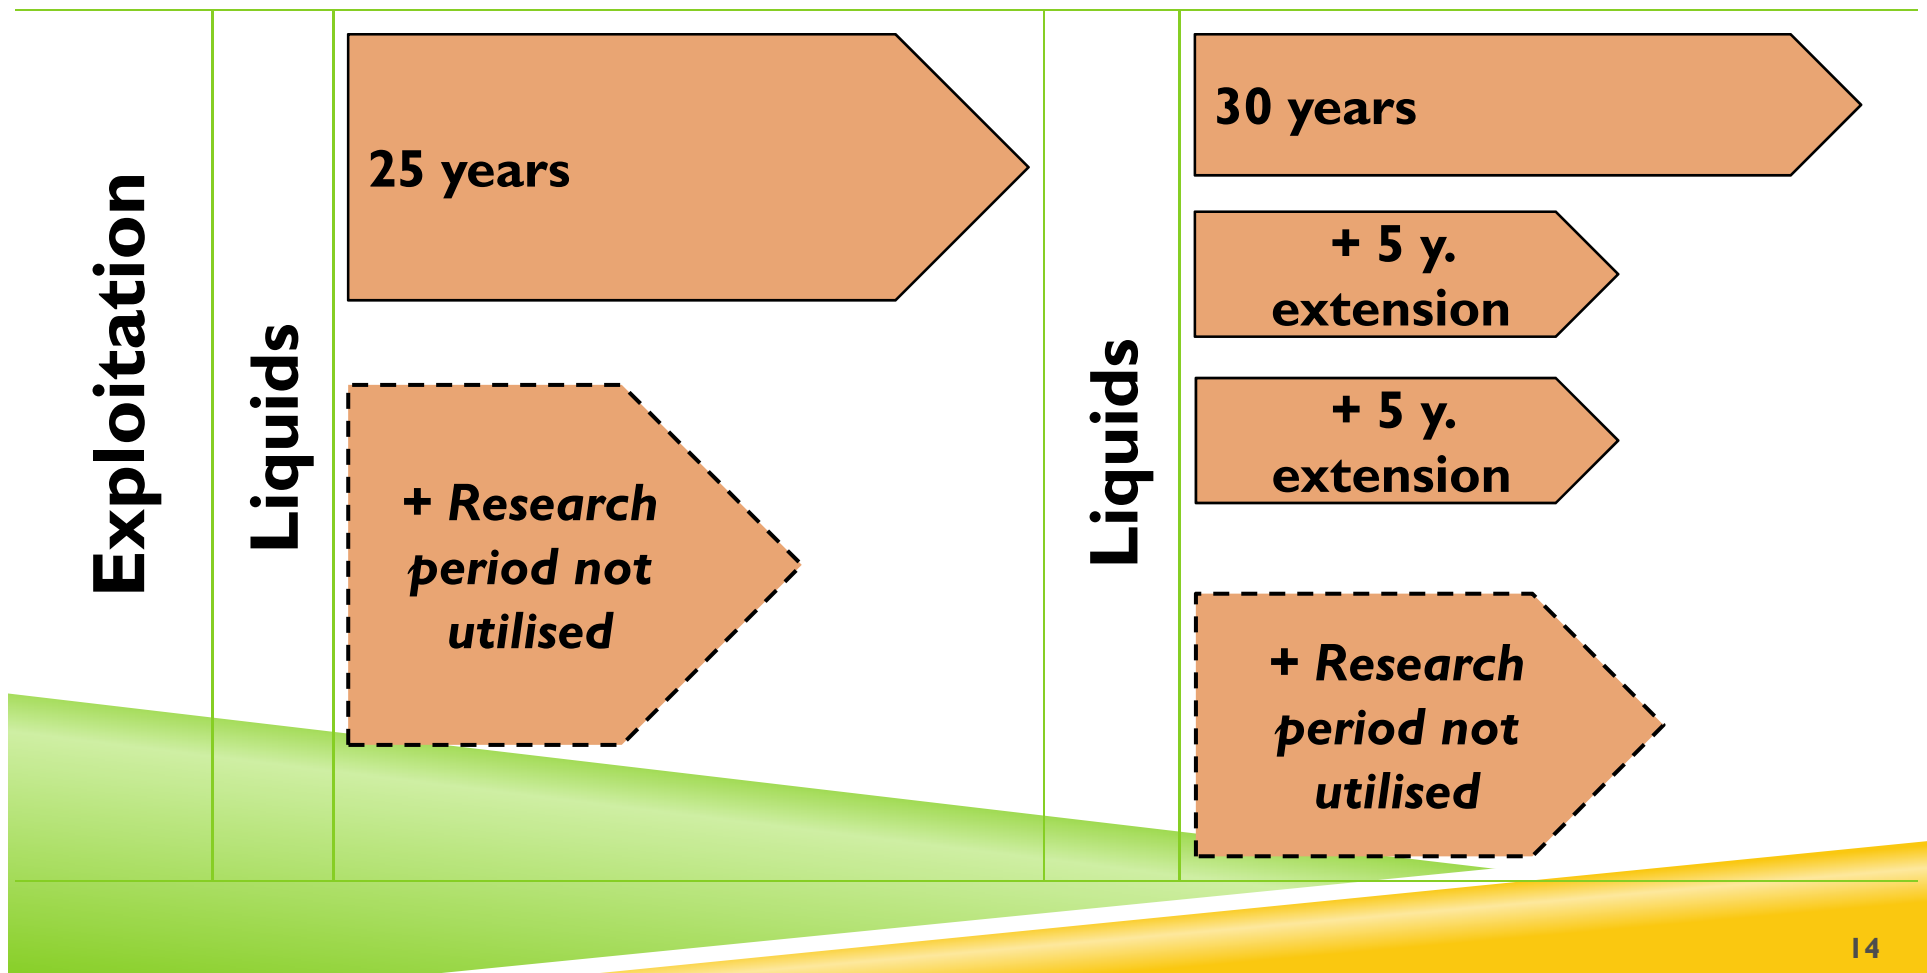 Exploitation
Liquids
25 years
+ Research
period not
utilised
Liquids
30 years
+ 5 y.
extension
+ 5 y.
extension
+ Research
period not
utilised
14